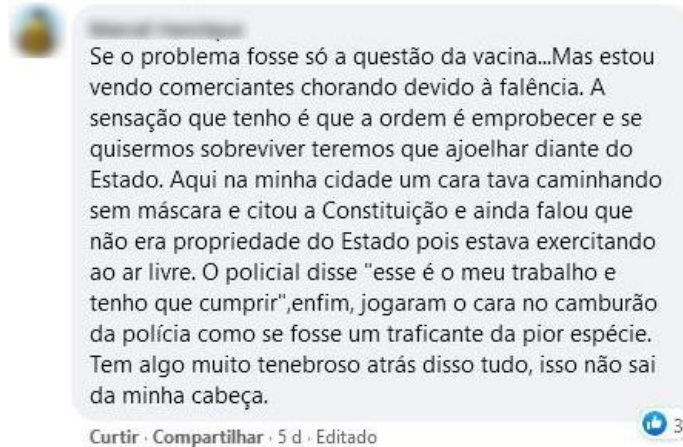 Se o problema fosse só a questão da vacina...Mas estou
vendo comerciantes chorando devido à falência. A
sensação que tenho é que a ordem é emprobecer e se
quisermos sobreviver teremos que ajoelhar diante do
Estado. Aqui na minha cidade um cara tava caminhando
sem máscara e citou a Constituição e ainda falou que
não era propriedade do Estado pois estava exercitando
ao ar livre. O policial disse "esse é o meu trabalho e
tenho que cumprir",enfim, jogaram o cara no camburão
da polícia como se fosse um traficante da pior espécie.
Tem algo muito tenebroso atrás disso tudo, isso não sai
da minha cabeça.
Curtir · Compartilhar · 5 d · Editado
3